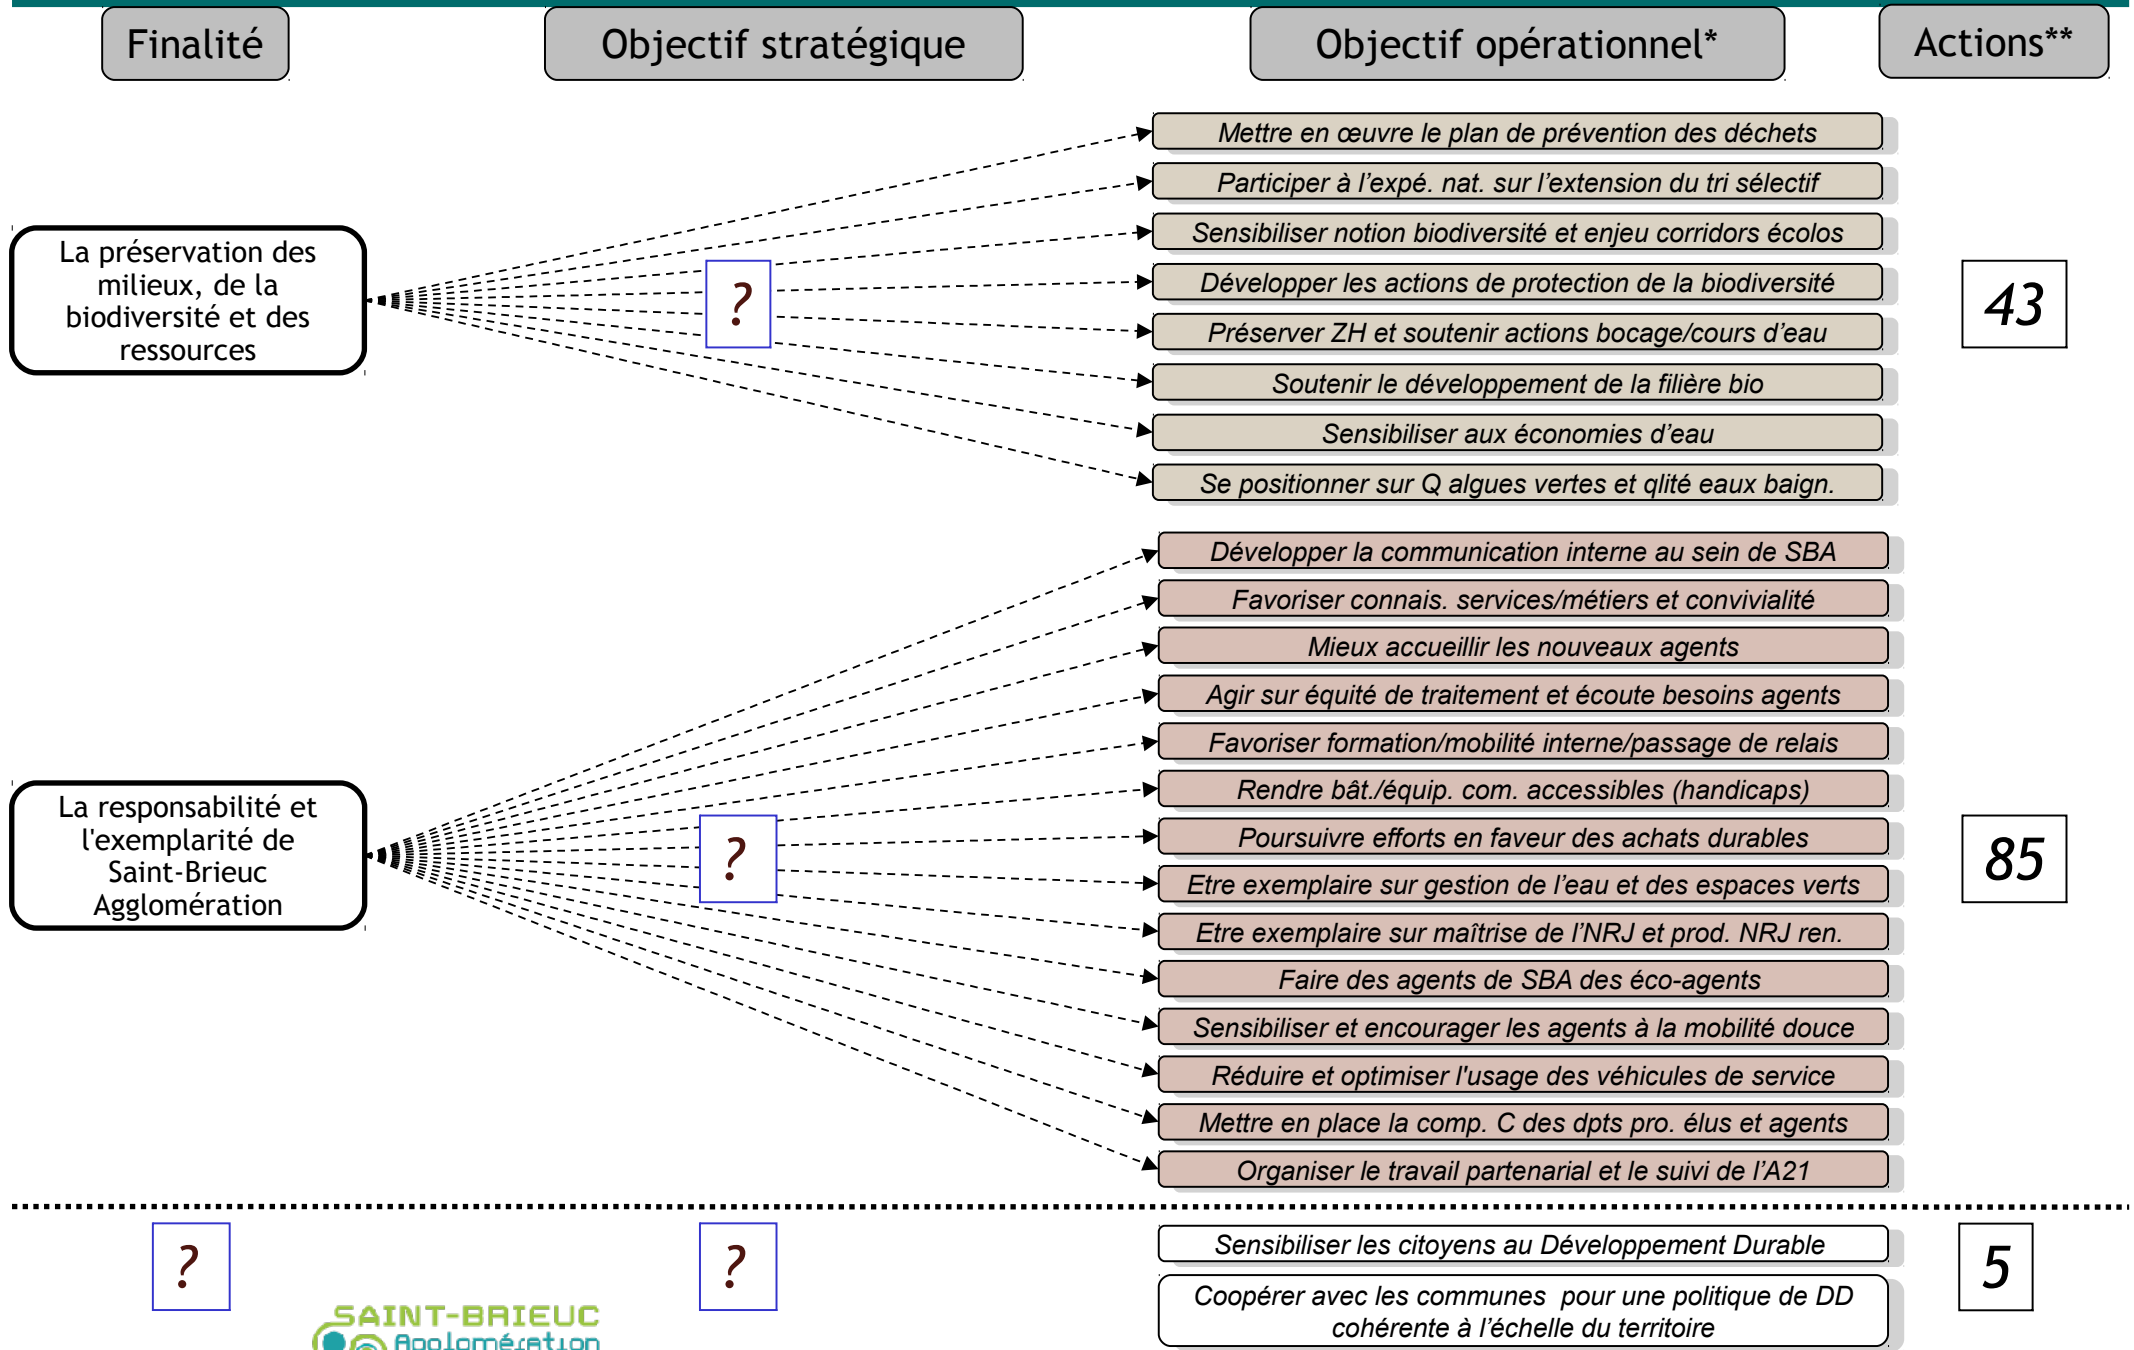 Finalité
Objectif stratégique
Objectif opérationnel*
Actions**
La préservation des
milieux, de la
biodiversité et des
ressources
?
Mettre en œuvre le plan de prévention des déchets
Participer à l’expé. nat. sur l’extension du tri sélectif
Sensibiliser notion biodiversité et enjeu corridors écolos
Développer les actions de protection de la biodiversité
Préserver ZH et soutenir actions bocage/cours d’eau
Soutenir le développement de la filière bio
Sensibiliser aux économies d’eau
Se positionner sur Q algues vertes et qlité eaux baign.
43
La responsabilité et
l'exemplarité de
Saint-Brieuc
Agglomération
?
Développer la communication interne au sein de SBA
Favoriser connais. services/métiers et convivialité
Mieux accueillir les nouveaux agents
Agir sur équité de traitement et écoute besoins agents
Favoriser formation/mobilité interne/passage de relais
Rendre bât./équip. com. accessibles (handicaps)
Poursuivre efforts en faveur des achats durables
Etre exemplaire sur gestion de l’eau et des espaces verts
Etre exemplaire sur maîtrise de l’NRJ et prod. NRJ ren.
Faire des agents de SBA des éco-agents
Sensibiliser et encourager les agents à la mobilité douce
Réduire et optimiser l'usage des véhicules de service
Mettre en place la comp. C des dpts pro. élus et agents
Organiser le travail partenarial et le suivi de l’A21
85
?
?
Sensibiliser les citoyens au Développement Durable
Coopérer avec les communes  pour une politique de DD
cohérente à l’échelle du territoire
5
SAINT-BRIEUC
Agglomération